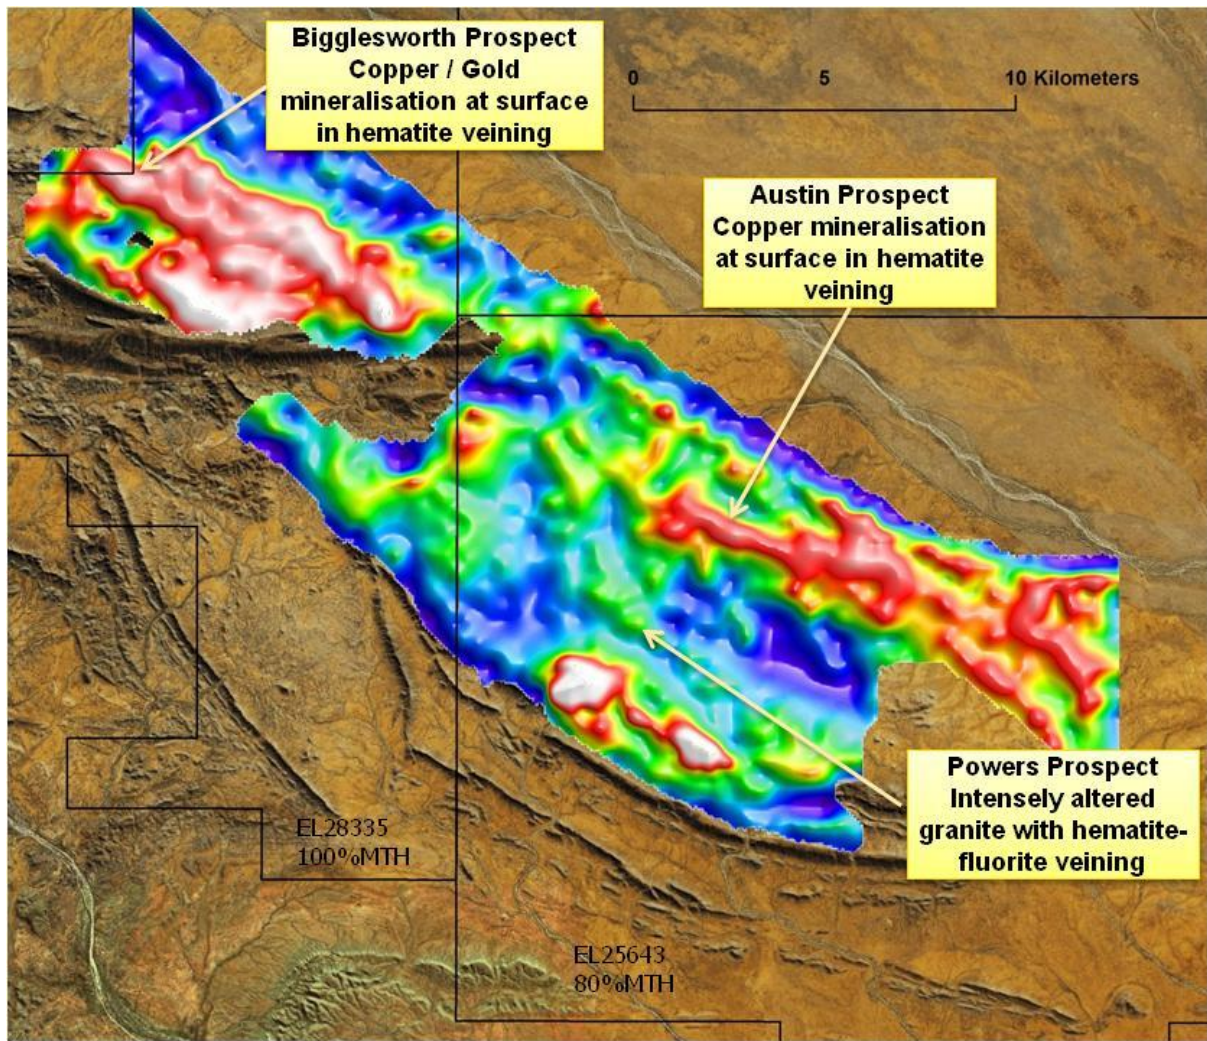 Bigglesworth Prospect
Copper / Gold
mineralisation at surface
in hematite veining
0 5 10 Kilometers
Austin Prospect
Copper mineralisation
at surface in hematite
veining
Powers Prospect
Intensely altered
granite with hematite-
fluorite veining
EL28335
100%MTH
EL25643
80%MTH